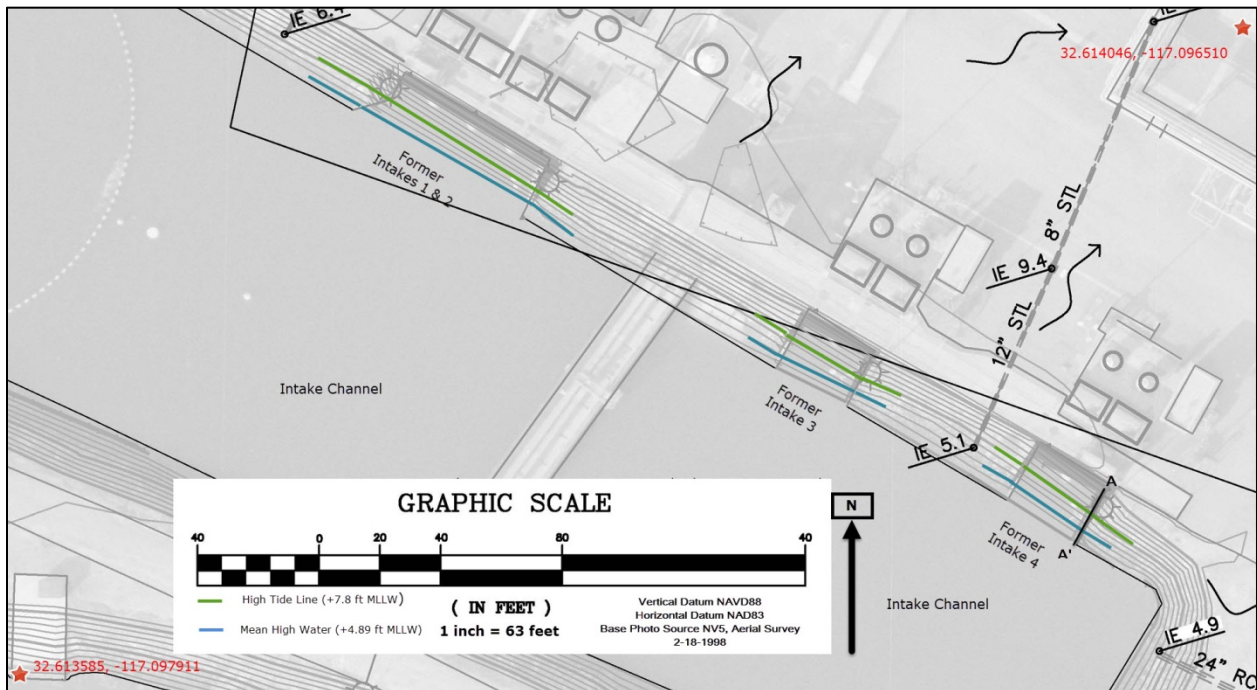 IE 6.4
32.614046, -117.096510
Former
Intakes 1 & 2
8" STL
IE 9.4
12" STL
Intake Channel
Former
Intake 3
IE 5.1
A
A'
Former
Intake 4
GRAPHIC SCALE
40 0 40 80 40
High Tide Line (+7.8 ft MLLW)
Mean High Water (+4.89 ft MLLW)
( IN FEET )
1 inch = 63 feet
Vertical Datum NAVD88
Horizontal Datum NAD83
Base Photo Source NV5, Aerial Survey
2-18-1998
N
Intake Channel
IE 4.9
32.613585, -117.097911